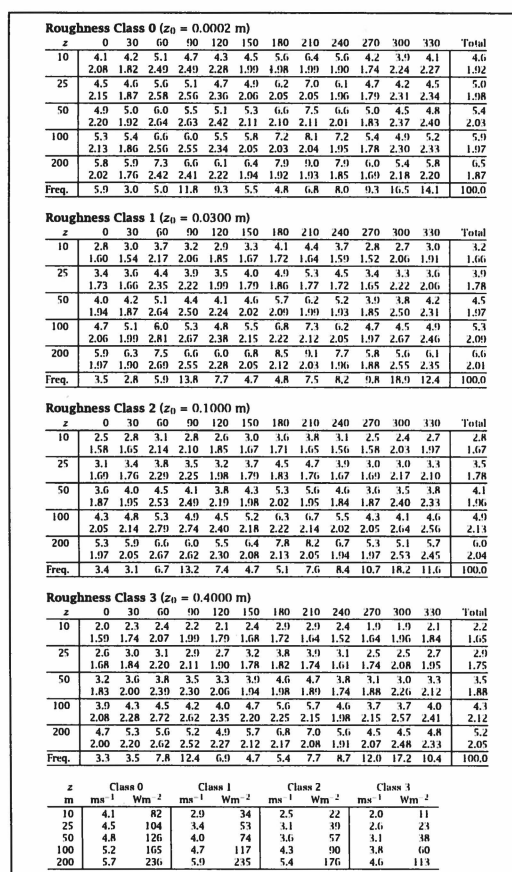 Roughness Class 0 (z0 = 0.0002 m)
z 0 30 60 90 120 150 180 210 240 270 300 330 Total
10 4.1 4.2 5.1 4.7 4.3 4.5 5.6 6.4 5.6 4.2 3.9 4.1 4.6
2.08 1.82 2.49 2.49 2.28 1.99 1.98 1.99 1.90 1.74 2.24 2.27 1.92
25 4.5 4.6 5.6 5.1 4.7 4.9 6.2 7.0 6.1 4.7 4.2 4.5 5.0
2.15 1.87 2.58 2.56 2.36 2.06 2.05 2.05 1.96 1.79 2.31 2.34 1.98
50 4.9 5.0 6.0 5.5 5.1 5.3 6.6 7.5 6.6 5.0 4.5 4.8 5.4
2.20 1.92 2.64 2.63 2.42 2.11 2.10 2.11 2.01 1.83 2.37 2.40 2.03
100 5.3 5.4 6.6 6.0 5.5 5.8 7.2 8.1 7.2 5.4 4.9 5.2 5.9
2.13 1.86 2.56 2.55 2.34 2.05 2.03 2.04 1.95 1.78 2.30 2.33 1.97
200 5.8 5.9 7.3 6.6 6.1 6.4 7.9 9.0 7.9 6.0 5.4 5.8 6.5
2.02 1.76 2.42 2.41 2.22 1.94 1.92 1.93 1.85 1.69 2.18 2.20 1.87
Freq. 5.9 3.0 5.0 11.8 9.3 5.5 4.8 6.8 8.0 9.3 16.5 14.1 100.0
Roughness Class 1 (z0 = 0.0300 m)
z 0 30 60 90 120 150 180 210 240 270 300 330 Total
10 2.8 3.0 3.7 3.2 2.9 3.3 4.1 4.4 3.7 2.8 2.7 3.0 3.2
1.60 1.54 2.17 2.06 1.85 1.67 1.72 1.64 1.59 1.52 2.06 1.91 1.66
25 3.4 3.6 4.4 3.9 3.5 4.0 4.9 5.3 4.5 3.4 3.3 3.6 3.9
1.73 1.66 2.35 2.22 1.99 1.79 1.86 1.77 1.72 1.65 2.22 2.06 1.78
50 4.0 4.2 5.1 4.4 4.1 4.6 5.7 6.2 5.2 3.9 3.8 4.2 4.5
1.94 1.87 2.64 2.50 2.24 2.02 2.09 1.99 1.93 1.85 2.50 2.31 1.97
100 4.7 5.1 6.0 5.3 4.8 5.5 6.8 7.3 6.2 4.7 4.5 4.9 5.3
2.06 1.99 2.81 2.67 2.38 2.15 2.22 2.12 2.05 1.97 2.67 2.46 2.09
200 5.9 6.3 7.5 6.6 6.0 6.8 8.5 9.1 7.7 5.8 5.6 6.1 6.6
1.97 1.90 2.69 2.55 2.28 2.05 2.12 2.03 1.96 1.88 2.55 2.35 2.01
Freq. 3.5 2.8 5.9 13.8 7.7 4.7 4.8 7.5 8.2 9.8 18.9 12.4 100.0
Roughness Class 2 (z0 = 0.1000 m)
z 0 30 60 90 120 150 180 210 240 270 300 330 Total
10 2.5 2.8 3.1 2.8 2.6 3.0 3.6 3.8 3.1 2.5 2.4 2.7 2.8
1.58 1.65 2.14 2.10 1.85 1.67 1.71 1.65 1.56 1.58 2.03 1.97 1.67
25 3.1 3.4 3.8 3.5 3.2 3.7 4.5 4.7 3.9 3.0 3.0 3.3 3.5
1.69 1.76 2.29 2.25 1.98 1.79 1.83 1.76 1.67 1.69 2.17 2.10 1.78
50 3.6 4.0 4.5 4.1 3.8 4.3 5.3 5.6 4.6 3.6 3.5 3.8 4.1
1.87 1.95 2.53 2.49 2.19 1.98 2.02 1.95 1.84 1.87 2.40 2.33 1.96
100 4.3 4.8 5.3 4.9 4.5 5.2 6.3 6.7 5.5 4.3 4.1 4.6 4.9
2.05 2.14 2.79 2.74 2.40 2.18 2.22 2.14 2.02 2.05 2.64 2.56 2.13
200 5.3 5.9 6.6 6.0 5.5 6.4 7.8 8.2 6.7 5.3 5.1 5.7 6.0
1.97 2.05 2.67 2.62 2.30 2.08 2.13 2.05 1.94 1.97 2.53 2.45 2.04
Freq. 3.4 3.1 6.7 13.2 7.4 4.7 5.1 7.6 8.4 10.7 18.2 11.6 100.0
Roughness Class 3 (z0 = 0.4000 m)
z 0 30 60 90 120 150 180 210 240 270 300 330 Total
10 2.0 2.3 2.4 2.2 2.1 2.4 2.9 2.9 2.4 1.9 1.9 2.1 2.2
1.59 1.74 2.07 1.99 1.79 1.68 1.72 1.64 1.52 1.64 1.96 1.84 1.65
25 2.6 3.0 3.1 2.9 2.7 3.2 3.8 3.9 3.1 2.5 2.5 2.7 2.9
1.68 1.84 2.20 2.11 1.90 1.78 1.82 1.74 1.61 1.74 2.08 1.95 1.75
50 3.2 3.6 3.8 3.5 3.3 3.9 4.6 4.7 3.8 3.1 3.0 3.3 3.5
1.83 2.00 2.39 2.30 2.06 1.94 1.98 1.89 1.74 1.88 2.26 2.12 1.88
100 3.9 4.3 4.5 4.2 4.0 4.7 5.6 5.7 4.6 3.7 3.7 4.0 4.3
2.08 2.28 2.72 2.62 2.35 2.20 2.25 2.15 1.98 2.15 2.57 2.41 2.12
200 4.7 5.3 5.6 5.2 4.9 5.7 6.8 7.0 5.6 4.5 4.5 4.8 5.2
2.00 2.20 2.62 2.52 2.27 2.12 2.17 2.08 1.91 2.07 2.48 2.33 2.05
Freq. 3.3 3.5 7.8 12.4 6.9 4.7 5.4 7.7 8.7 12.0 17.2 10.4 100.0
z Class 0 Class 1 Class 2 Class 3
m ms-1 Wm-2 ms-1 Wm-2 ms-1 Wm-2 ms-1 Wm-2
10 4.1 82 2.9 34 2.5 22 2.0 11
25 4.5 104 3.4 53 3.1 39 2.6 23
50 4.8 126 4.0 74 3.6 57 3.1 38
100 5.2 165 4.7 117 4.3 90 3.8 60
200 5.7 236 5.9 235 5.4 176 4.6 113